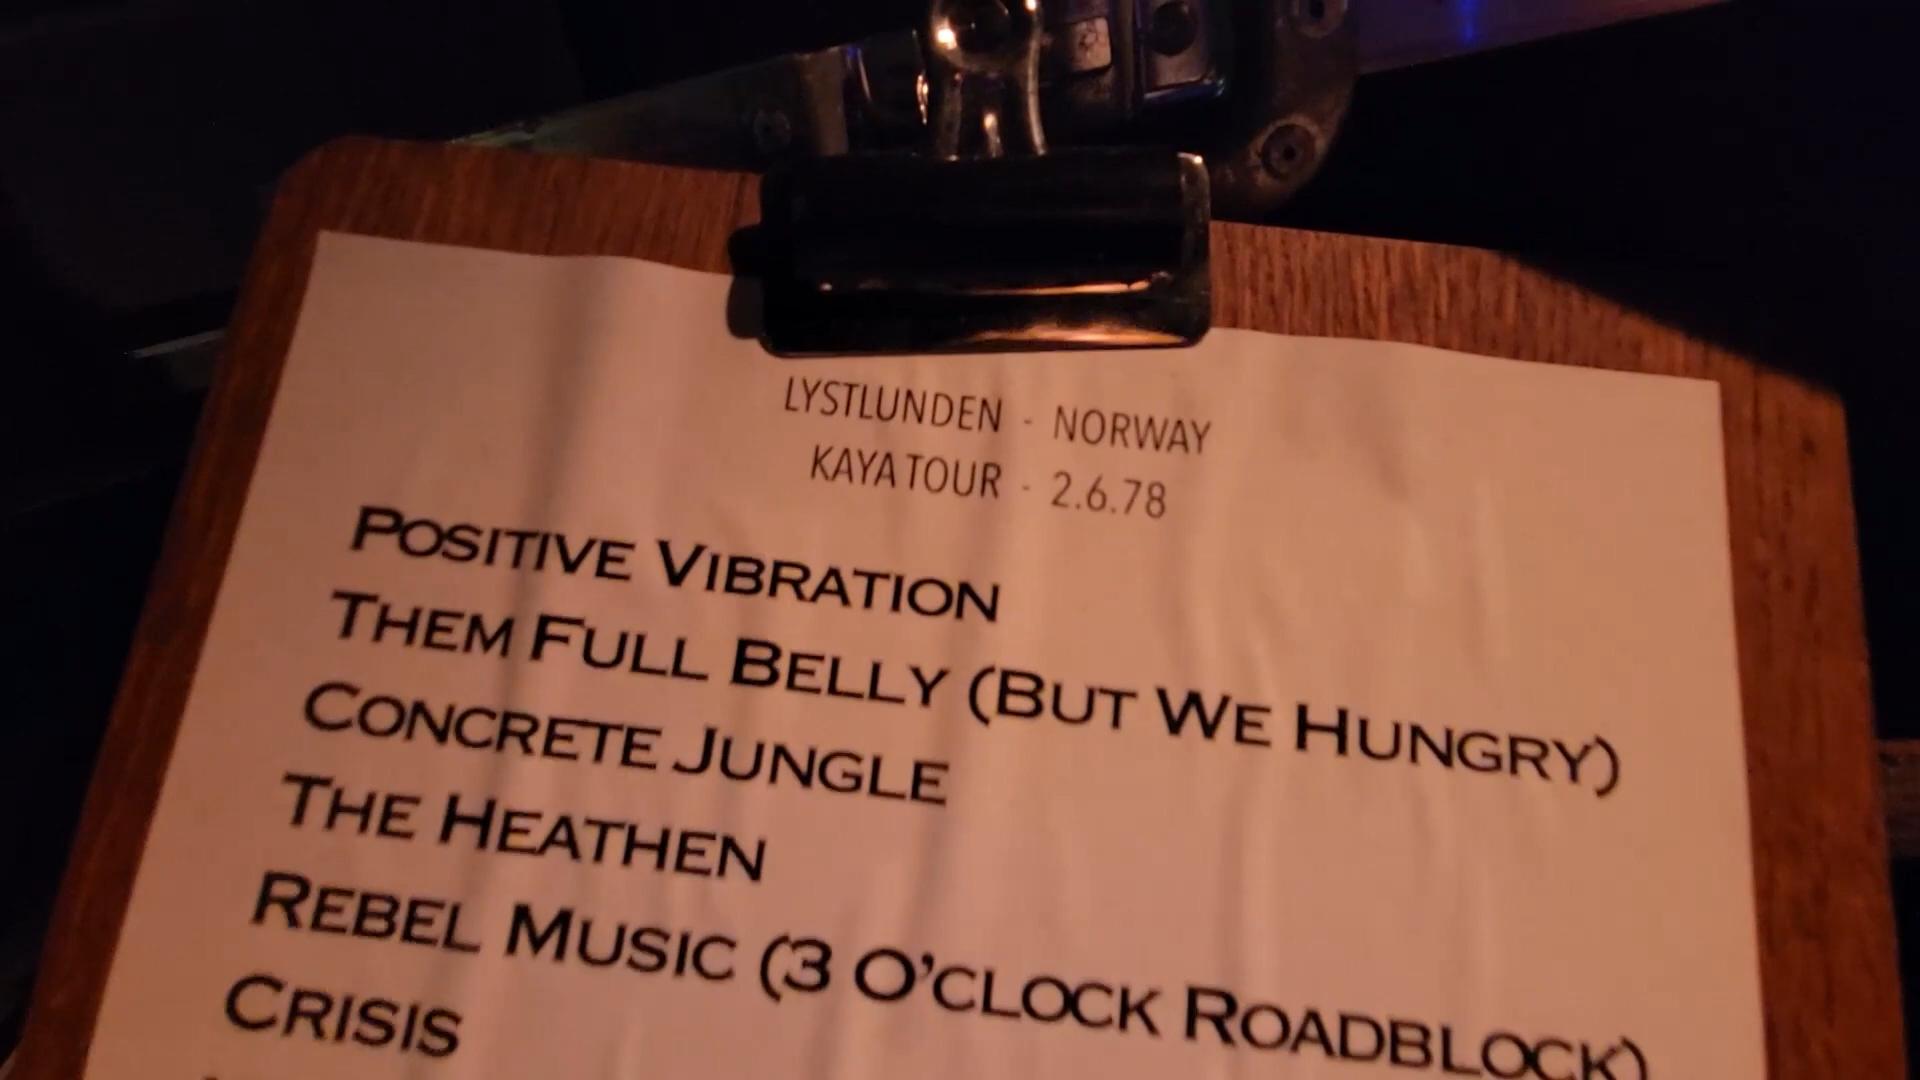 LYSTLUNDEN - NORWAY
KAYA TOUR - 2.6.78
POSITIVE VIBRATION
THEM FULL BELLY (BUT WE HUNGRY)
CONCRETE JUNGLE
THE HEATHEN
REBEL MUSIC (3 O'CLOCK ROADBLOCK)
CRISIS